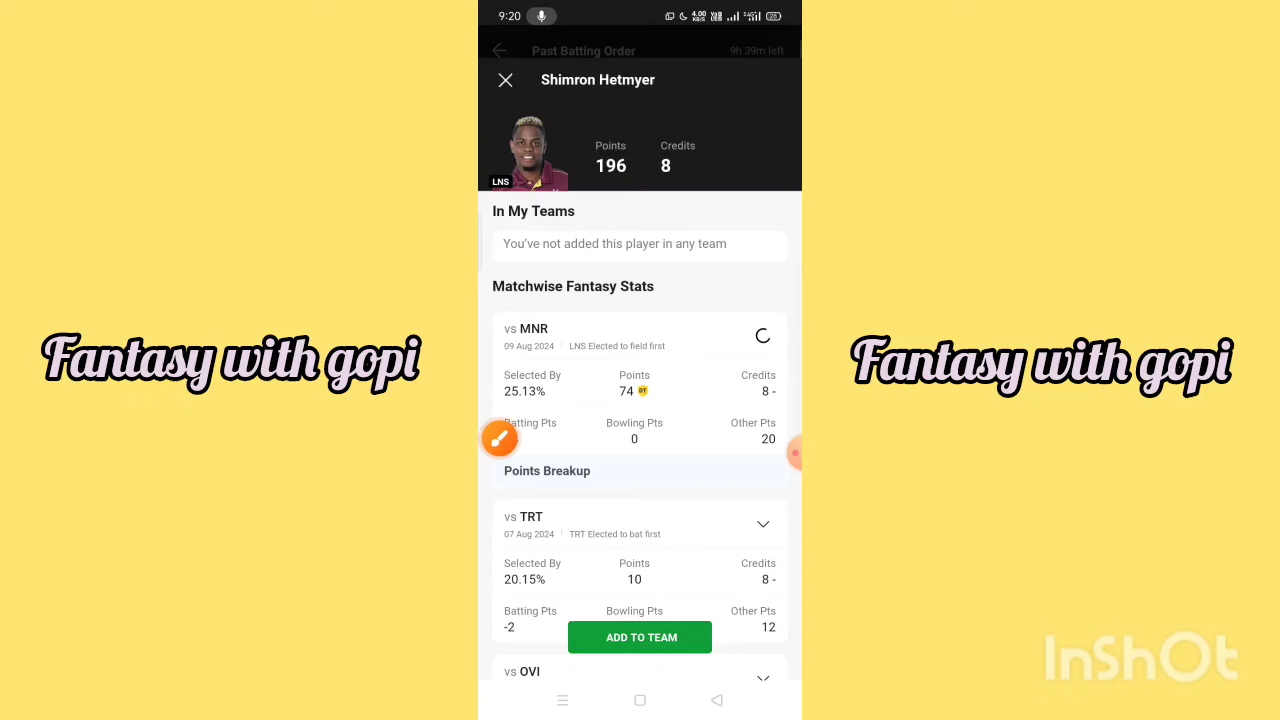 9:20
4.00
KB/S
Past Batting Order 9h 39m left
Shimron Hetmyer
Points Credits
196 8
LNS
In My Teams
You've not added this player in any team
Matchwise Fantasy Stats
vs MNR
09 Aug 2024 LNS Elected to field first
Selected By Points Credits
25.13% 74 DT 8 -
Batting Pts Bowling Pts Other Pts
0 20
Points Breakup
vs TRT
07 Aug 2024 TRT Elected to bat first
Selected By Points Credits
20.15% 10 8 -
Batting Pts Bowling Pts Other Pts
-2 12
ADD TO TEAM
vs OVI
Fantasy with gopi
Fantasy with gopi
InShOt